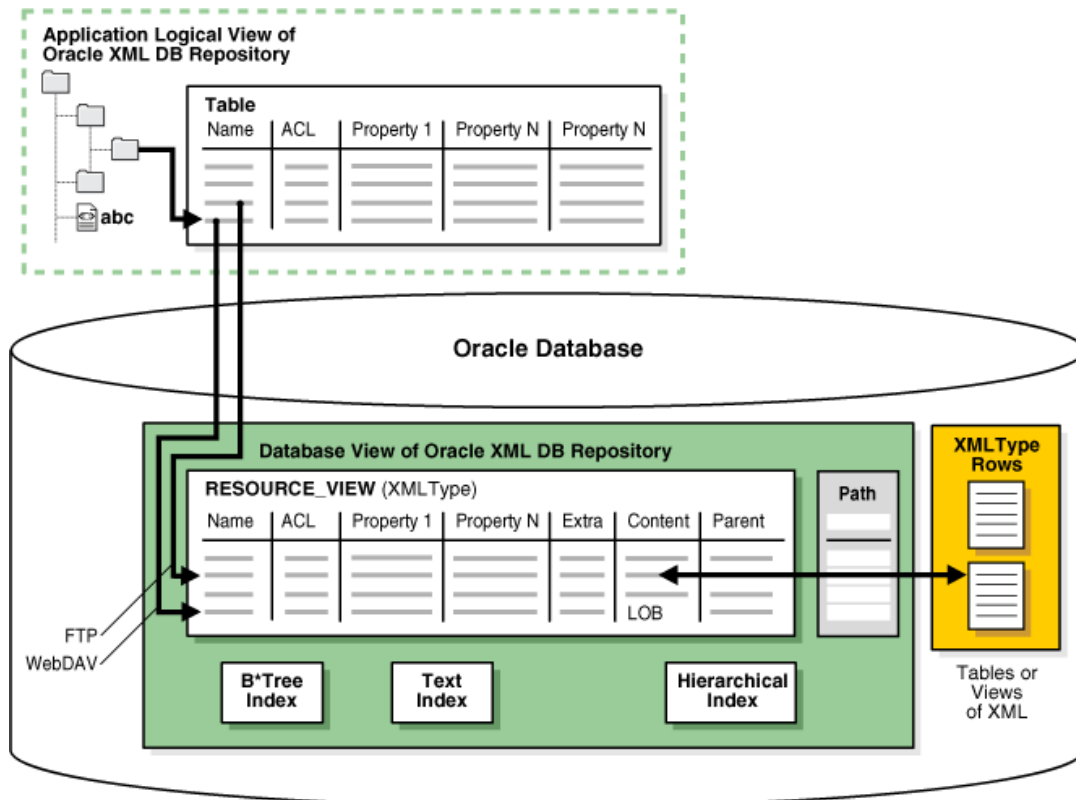 Application Logical View of
Oracle XML DB Repository
Table
Name ACL Property 1 Property N Property N
abc
Oracle Database
Database View of Oracle XML DB Repository
RESOURCE_VIEW (XMLType)
Name ACL Property 1 Property N Extra Content Parent
LOB
Path
XMLType
Rows
FTP
WebDAV
B*Tree
Index
Text
Index
Hierarchical
Index
Tables or
Views
of XML